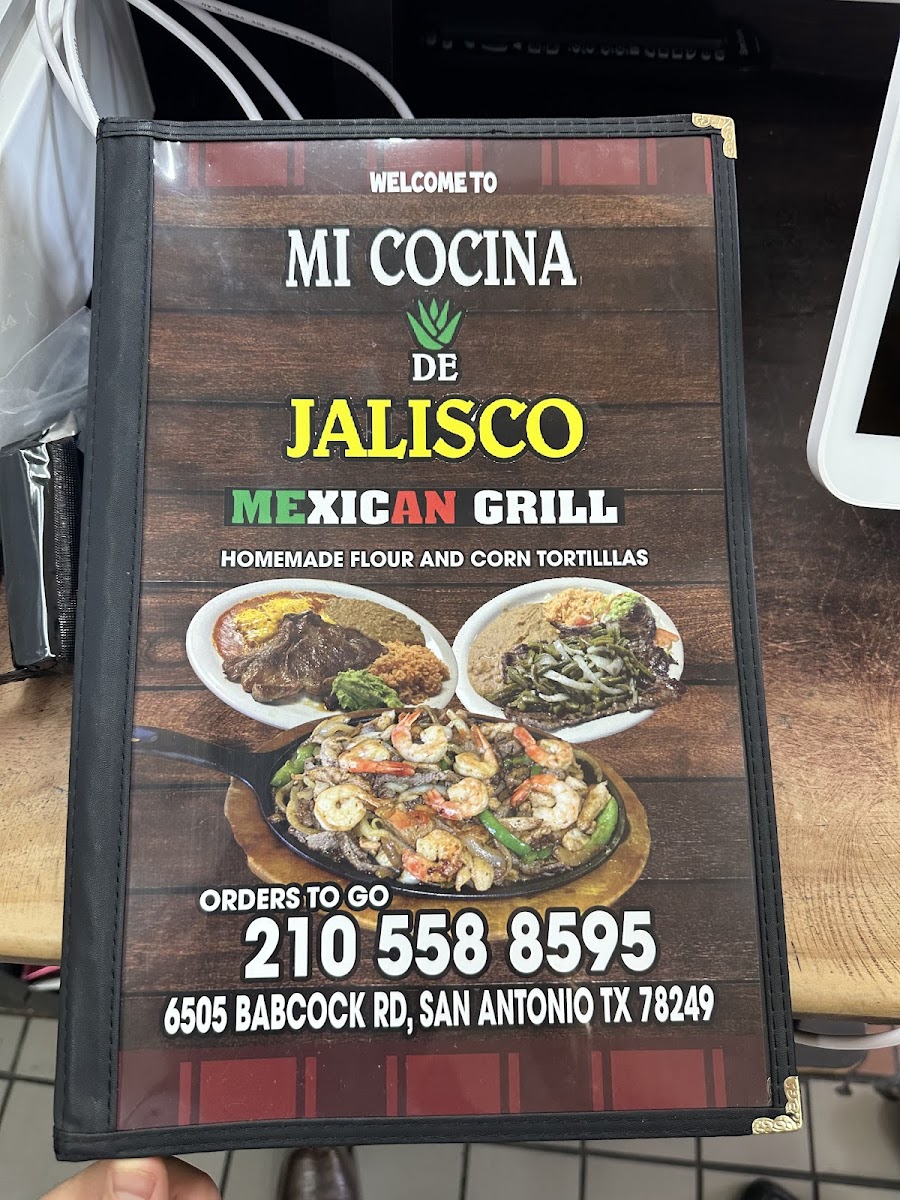 WELCOME TO
MI COCINA
DE
JALISCO
MEXICAN GRILL
HOMEMADE FLOUR AND CORN TORTILLLAS
ORDERS TO GO
210 558 8595
6505 BABCOCK RD, SAN ANTONIO TX 78249